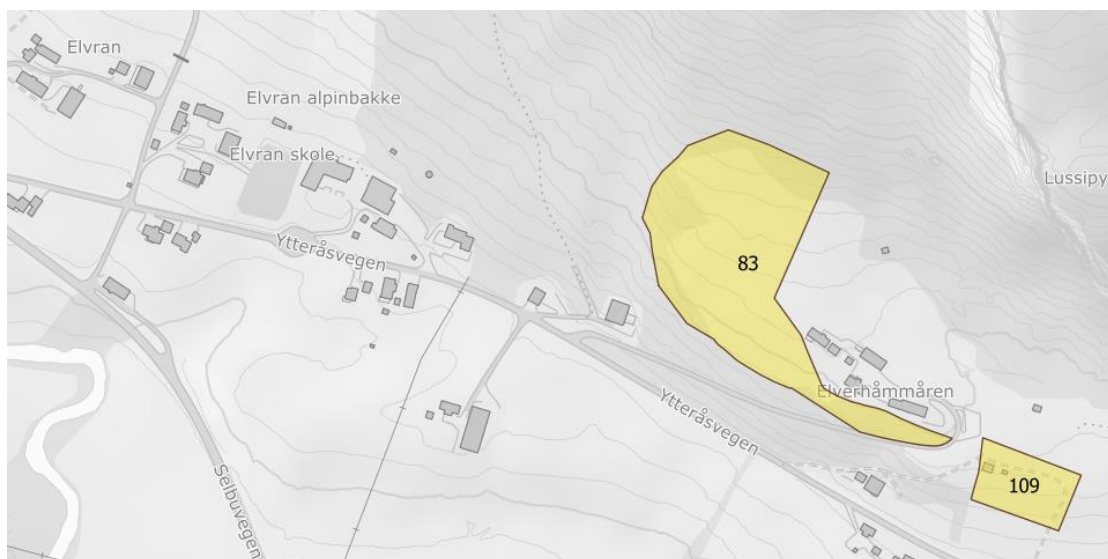 Elvran
Elvran alpinbakke
Elvran skole
Lussipy
Ytteråsvegen
83
Elverhåmmåren
Ytteråsvegen
Selbuvegen
109